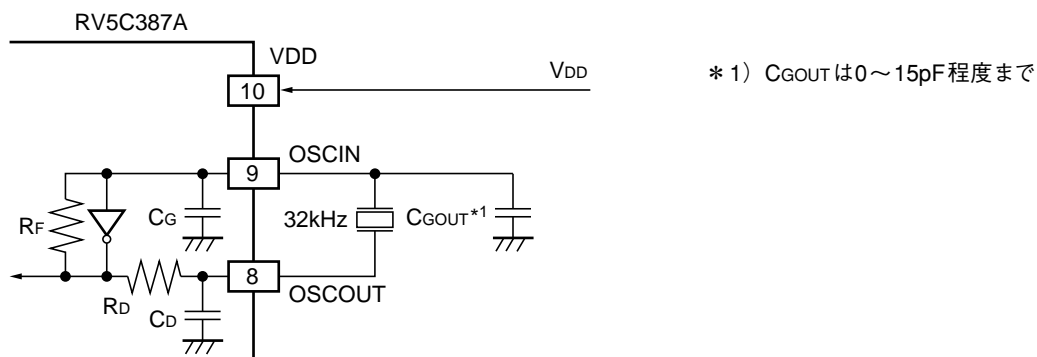 RV5C387A
VDD
10
VDD
*1) CGOUTは0～15pF程度まで
OSCIN
9
RF
CG
32kHz
CGOUT*1
8
OSCOUT
RD
CD